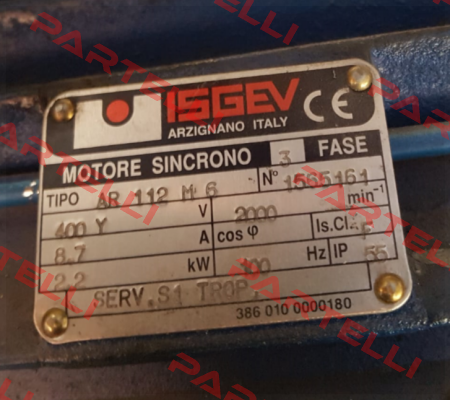 ISGEV CE
ARZIGNANO ITALY
MOTORE SINCRONO 3 FASE
TIPO AR 112 M 6 N° 1565161
400 Y V 2000 min-1
8.7 A cos φ Is.Cl. F
2.2 kW 100 Hz IP 55
SERV.S1 TROP.
386 010 0000180
PARTELLI
PARTELLI
PARTELLI
PARTELLI
PARTELLI